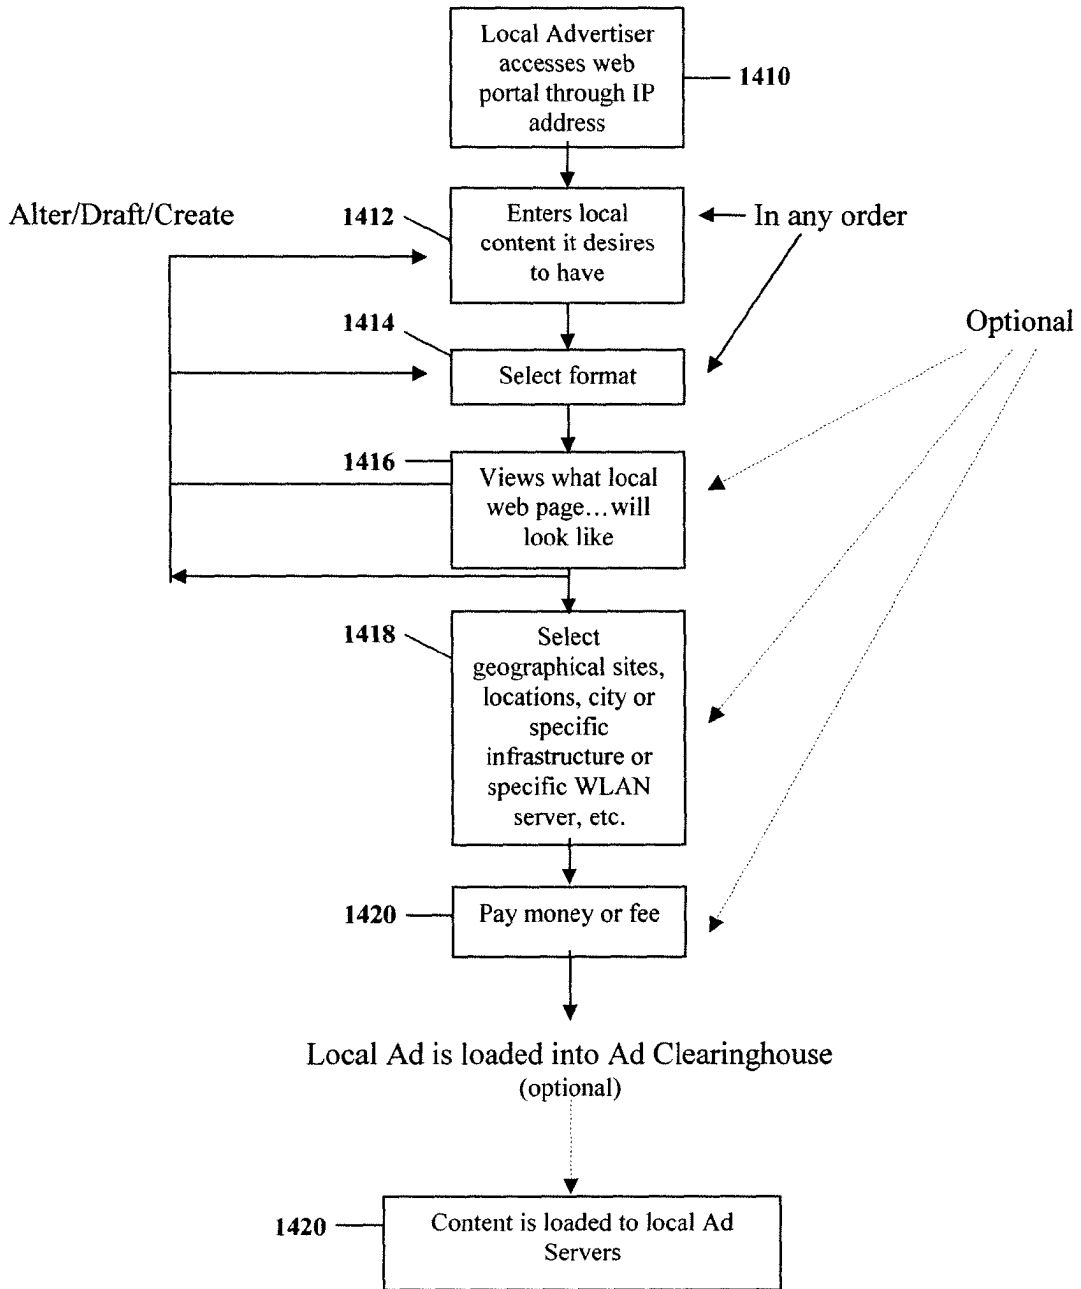 Local Advertiser
accesses web
portal through IP
address
1410
Alter/Draft/Create
1412
Enters local
content it desires
to have
In any order
1414
Select format
Optional
1416
Views what local
web page…will
look like
1418
Select
geographical sites,
locations, city or
specific
infrastructure or
specific WLAN
server, etc.
1420
Pay money or fee
Local Ad is loaded into Ad Clearinghouse
(optional)
1420
Content is loaded to local Ad
Servers